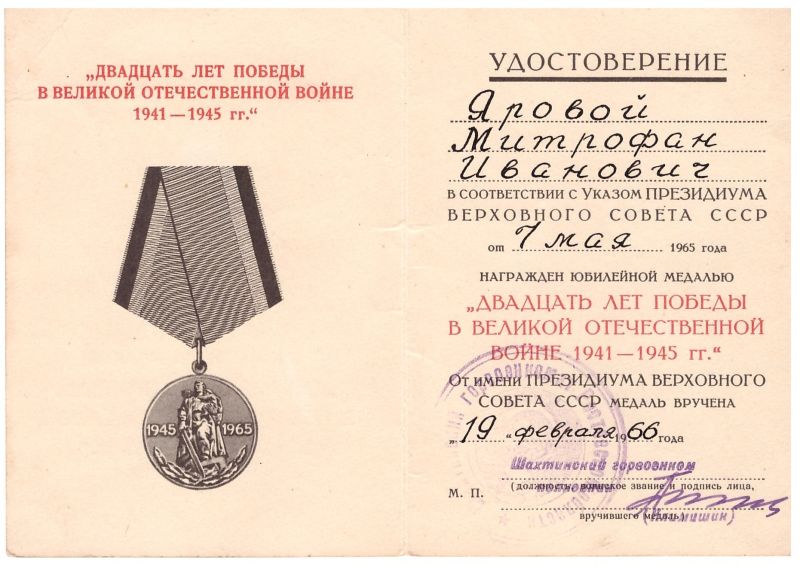 „ДВАДЦАТЬ ЛЕТ ПОБЕДЫ
В ВЕЛИКОЙ ОТЕЧЕСТВЕННОЙ ВОЙНЕ
1941 — 1945 гг.“
1945 1965
УДОСТОВЕРЕНИЕ
Яровой
Митрофан
Иванович
В СООТВЕТСТВИИ С УКАЗОМ ПРЕЗИДИУМА
ВЕРХОВНОГО СОВЕТА СССР
от 7 мая 1965 года
НАГРАЖДЕН ЮБИЛЕЙНОЙ МЕДАЛЬЮ
„ДВАДЦАТЬ ЛЕТ ПОБЕДЫ
В ВЕЛИКОЙ ОТЕЧЕСТВЕННОЙ
ВОЙНЕ 1941 — 1945 гг.“
ОТ ИМЕНИ ПРЕЗИДИУМА ВЕРХОВНОГО
СОВЕТА СССР МЕДАЛЬ ВРУЧЕНА
„19“ февраля 1966 года
Шахтинский горвоенком
(должность, воинское звание и подпись лица,
М. П.
вручившего медаль)